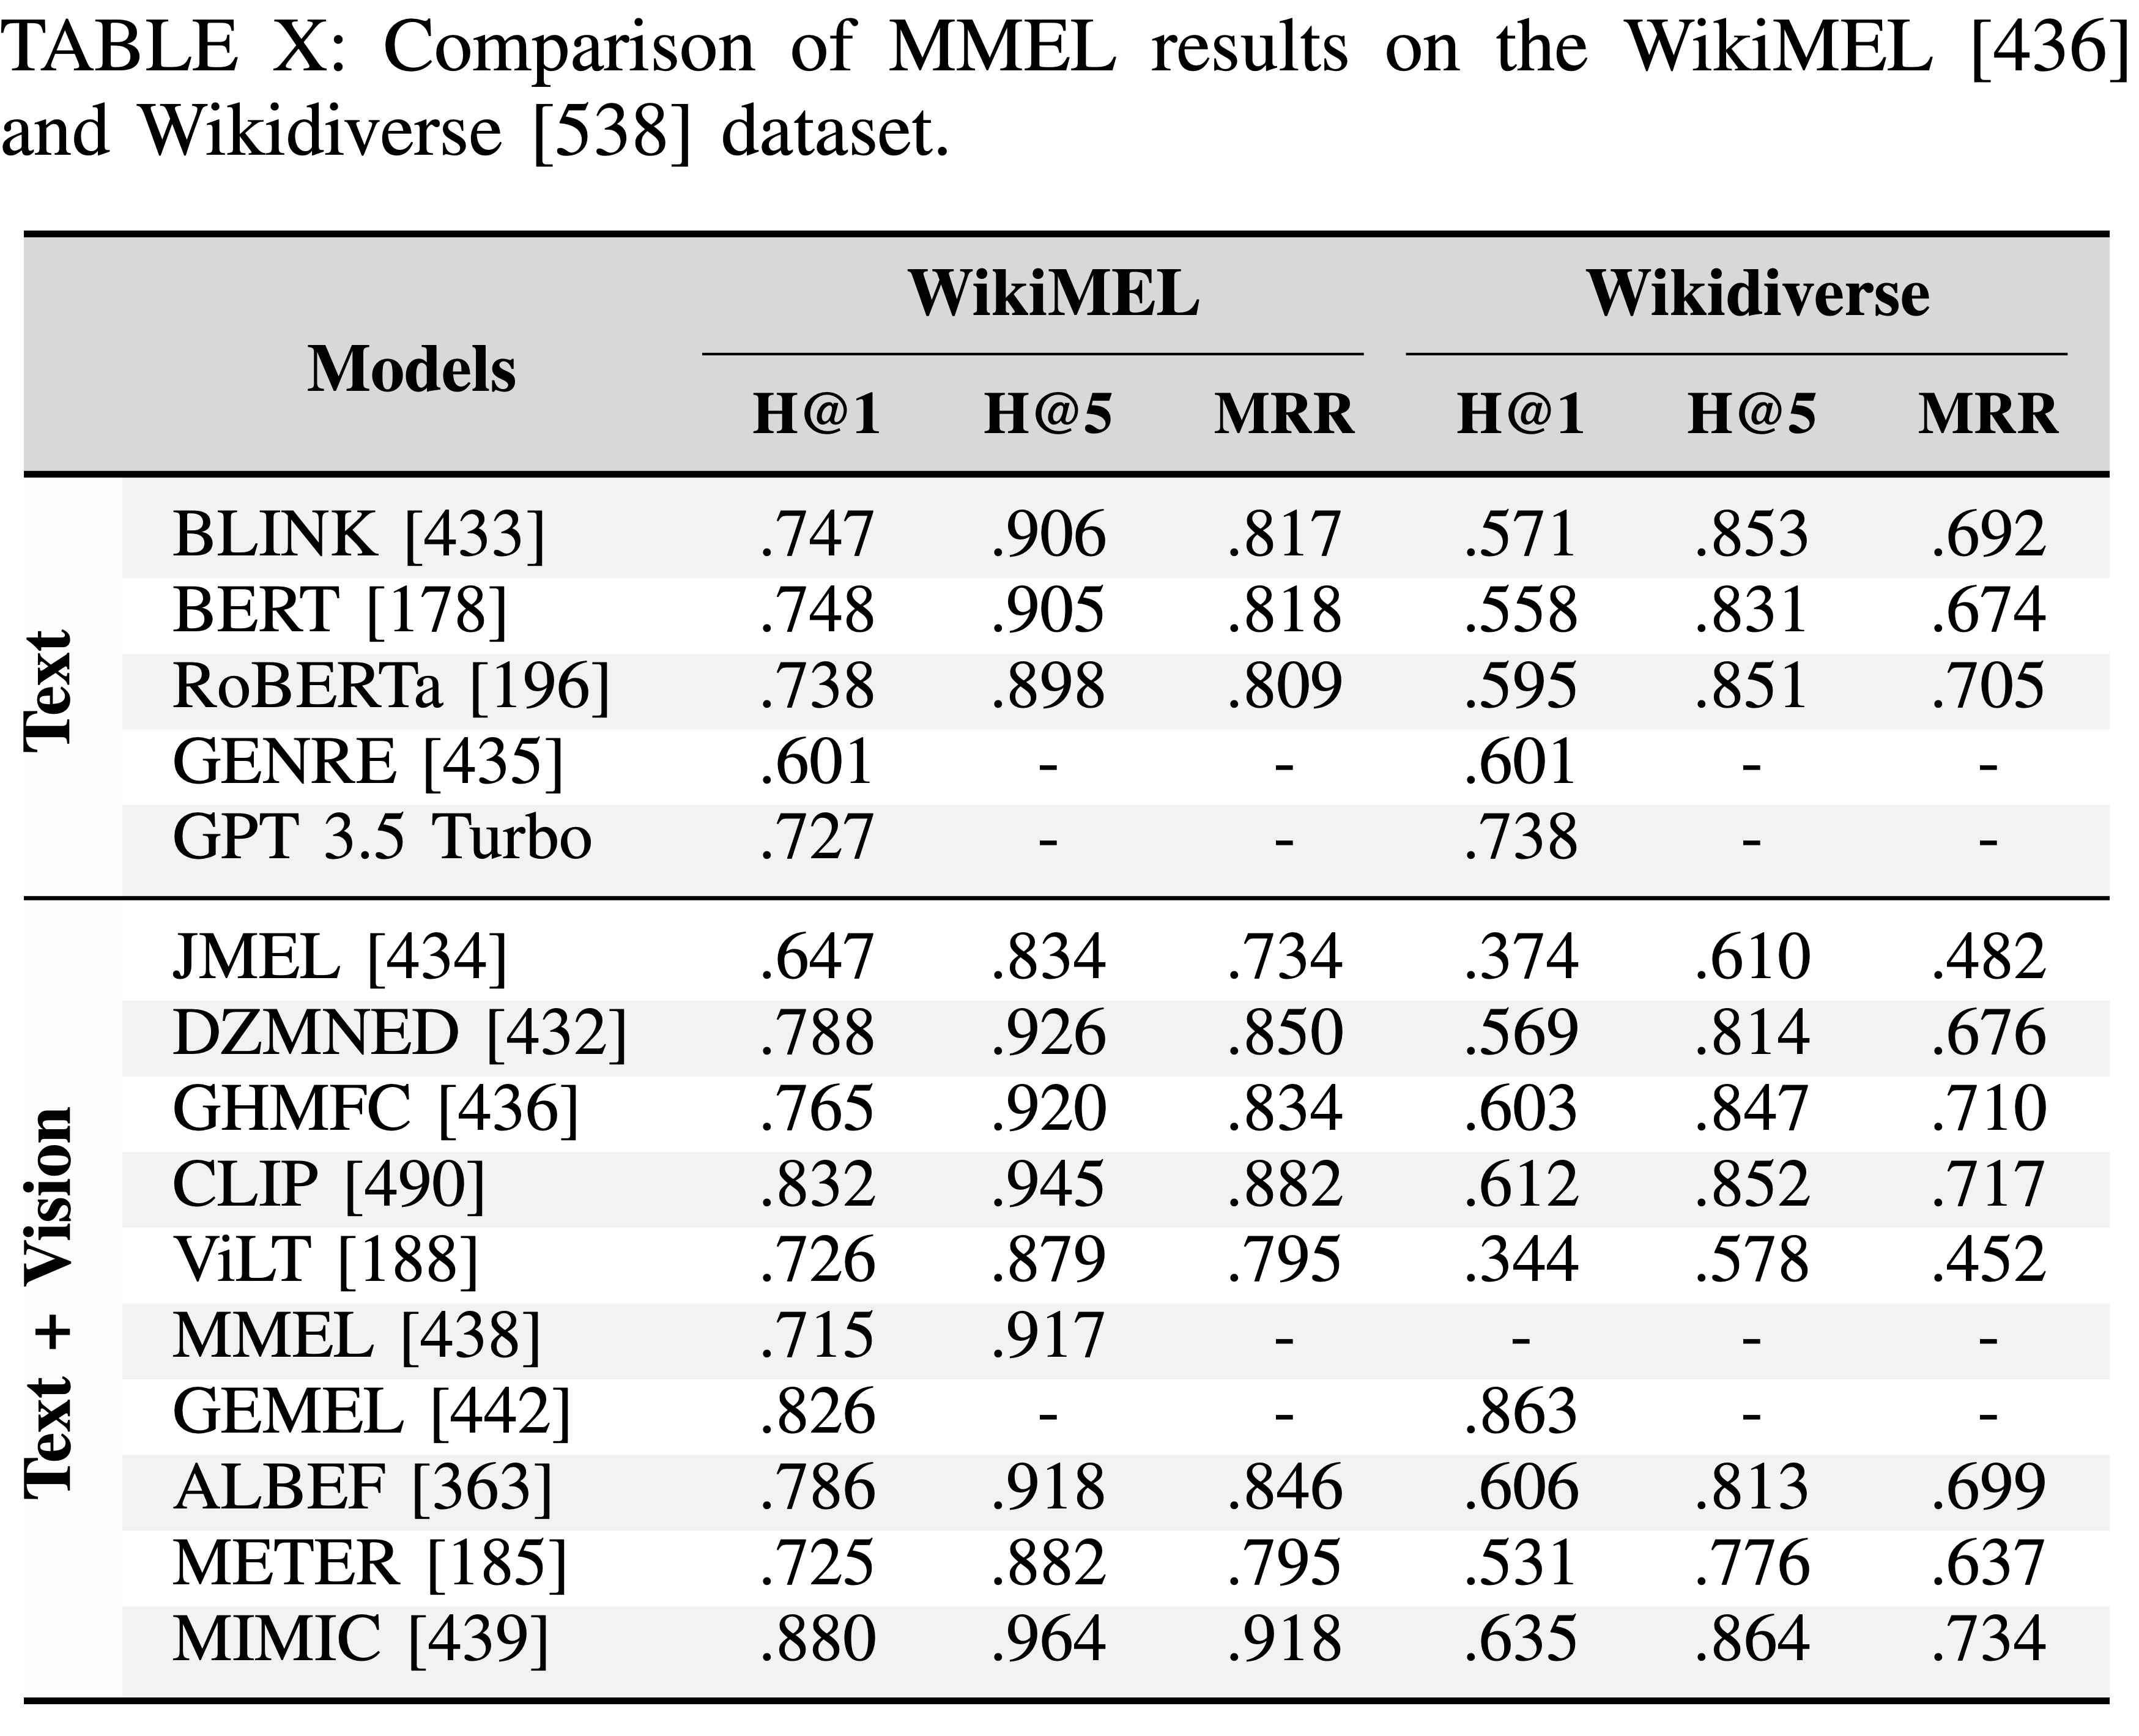 TABLE X: Comparison of MMEL results on the WikiMEL [436]
and Wikidiverse [538] dataset.
WikiMEL Wikidiverse
Models
H@1 H@5 MRR H@1 H@5 MRR
Text
BLINK [433] .747 .906 .817 .571 .853 .692
BERT [178] .748 .905 .818 .558 .831 .674
RoBERTa [196] .738 .898 .809 .595 .851 .705
GENRE [435] .601 - - .601 - -
GPT 3.5 Turbo .727 - - .738 - -
Text + Vision
JMEL [434] .647 .834 .734 .374 .610 .482
DZMNED [432] .788 .926 .850 .569 .814 .676
GHMFC [436] .765 .920 .834 .603 .847 .710
CLIP [490] .832 .945 .882 .612 .852 .717
ViLT [188] .726 .879 .795 .344 .578 .452
MMEL [438] .715 .917 - - - -
GEMEL [442] .826 - - .863 - -
ALBEF [363] .786 .918 .846 .606 .813 .699
METER [185] .725 .882 .795 .531 .776 .637
MIMIC [439] .880 .964 .918 .635 .864 .734